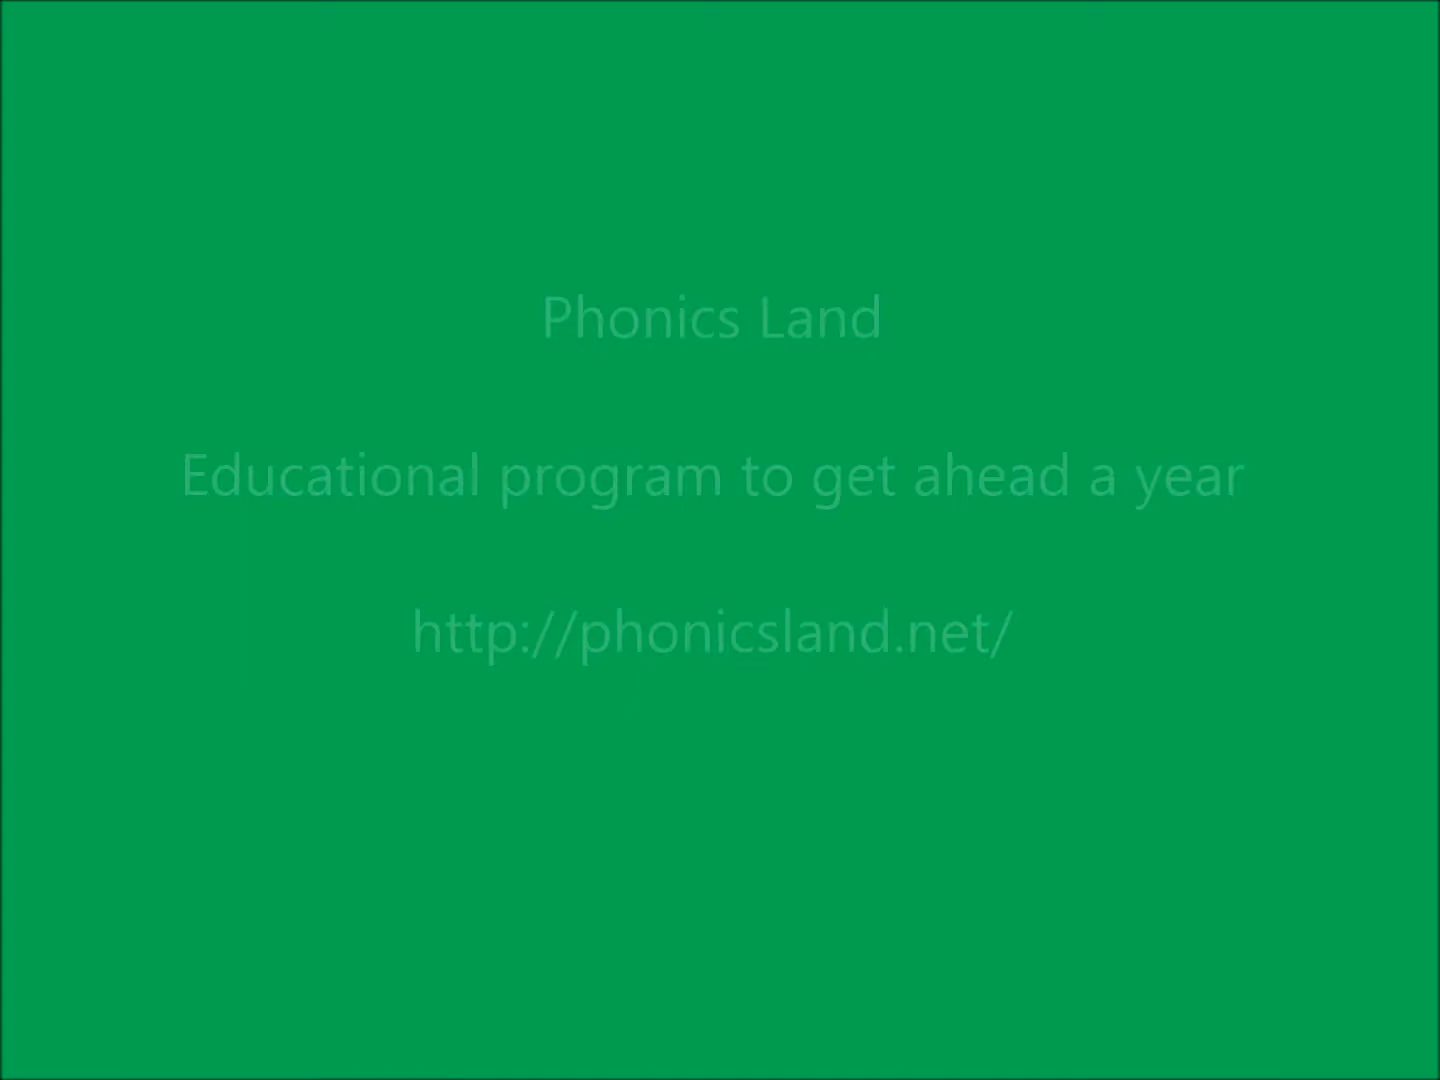 Phonics Land
Educational program to get ahead a year
http://phonicsland.net/